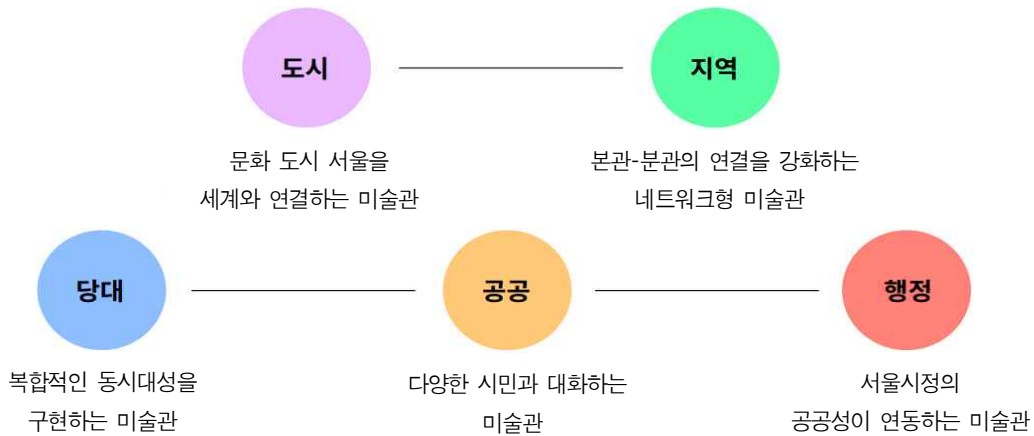 도시
지역
문화 도시 서울을
세계와 연결하는 미술관
본관-분관의 연결을 강화하는
네트워크형 미술관
당대
공공
행정
복합적인 동시대성을
구현하는 미술관
다양한 시민과 대화하는
미술관
서울시정의
공공성이 연동하는 미술관